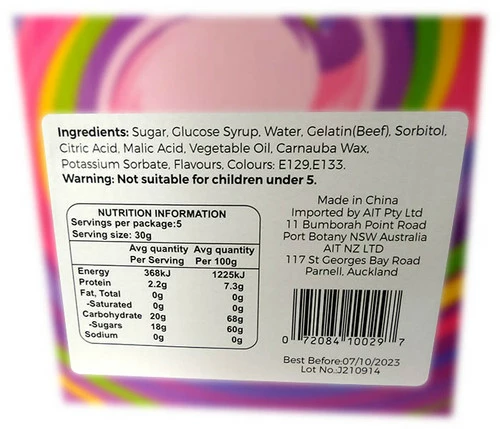 Ingredients: Sugar, Glucose Syrup, Water, Gelatin(Beef), Sorbitol,
Citric Acid, Malic Acid, Vegetable Oil, Carnauba Wax,
Potassium Sorbate, Flavours, Colours: E129,E133.
Warning: Not suitable for children under 5.
NUTRITION INFORMATION
Servings per package:5
Serving size: 30g
Avg quantity Avg quantity
Per Serving Per 100g
Energy 368kJ 1225kJ
Protein 2.2g 7.3g
Fat, Total 0g 0g
-Saturated 0g 0g
Carbohydrate 20g 68g
-Sugars 18g 60g
Sodium 0g 0g
Made in China
Imported by AIT Pty Ltd
11 Bumborah Point Road
Port Botany NSW Australia
AIT NZ LTD
117 St Georges Bay Road
Parnell, Auckland
0 72084 10029 7
Best Before:07/10/2023
Lot No.:J210914